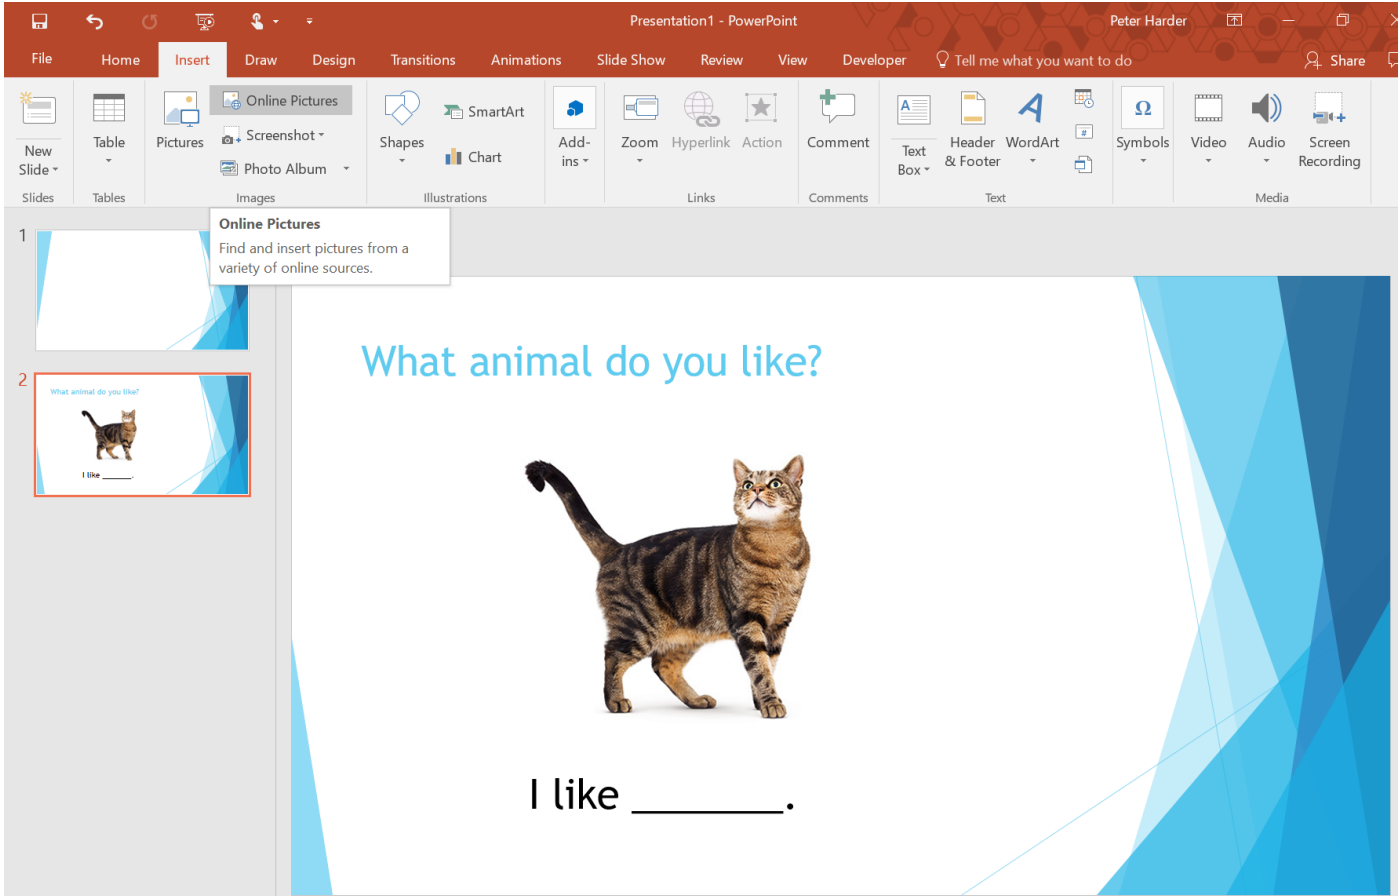 Presentation1 - PowerPoint
Peter Harder
File
Home
Insert
Draw
Design
Transitions
Animations
Slide Show
Review
View
Developer
Tell me what you want to do
Share
New
Slide
Slides
Table
Tables
Pictures
Online Pictures
Screenshot
Photo Album
Images
Shapes
SmartArt
Chart
Illustrations
Add-
ins
Zoom
Hyperlink
Action
Links
Comment
Comments
A
Text
Box
Header
& Footer
A
WordArt
#
Text
Ω
Symbols
Video
Audio
Screen
Recording
Media
Online Pictures
Find and insert pictures from a
variety of online sources.
1
2
What animal do you like?
I like ______.
What animal do you like?
I like _______.